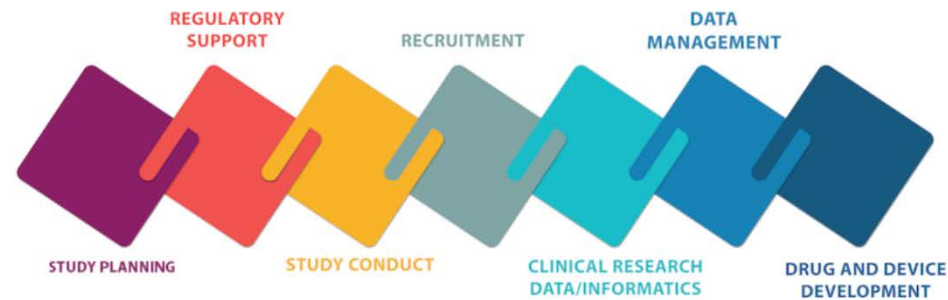 REGULATORY
SUPPORT
RECRUITMENT
DATA
MANAGEMENT
STUDY PLANNING
STUDY CONDUCT
CLINICAL RESEARCH
DATA/INFORMATICS
DRUG AND DEVICE
DEVELOPMENT